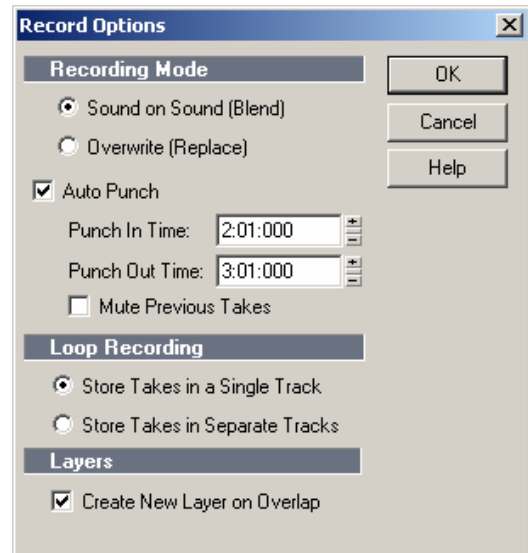 Record Options
Recording Mode
OK
Sound on Sound (Blend)
Cancel
Overwrite (Replace)
Help
Auto Punch
Punch In Time: 2:01:000
Punch Out Time: 3:01:000
Mute Previous Takes
Loop Recording
Store Takes in a Single Track
Store Takes in Separate Tracks
Layers
Create New Layer on Overlap